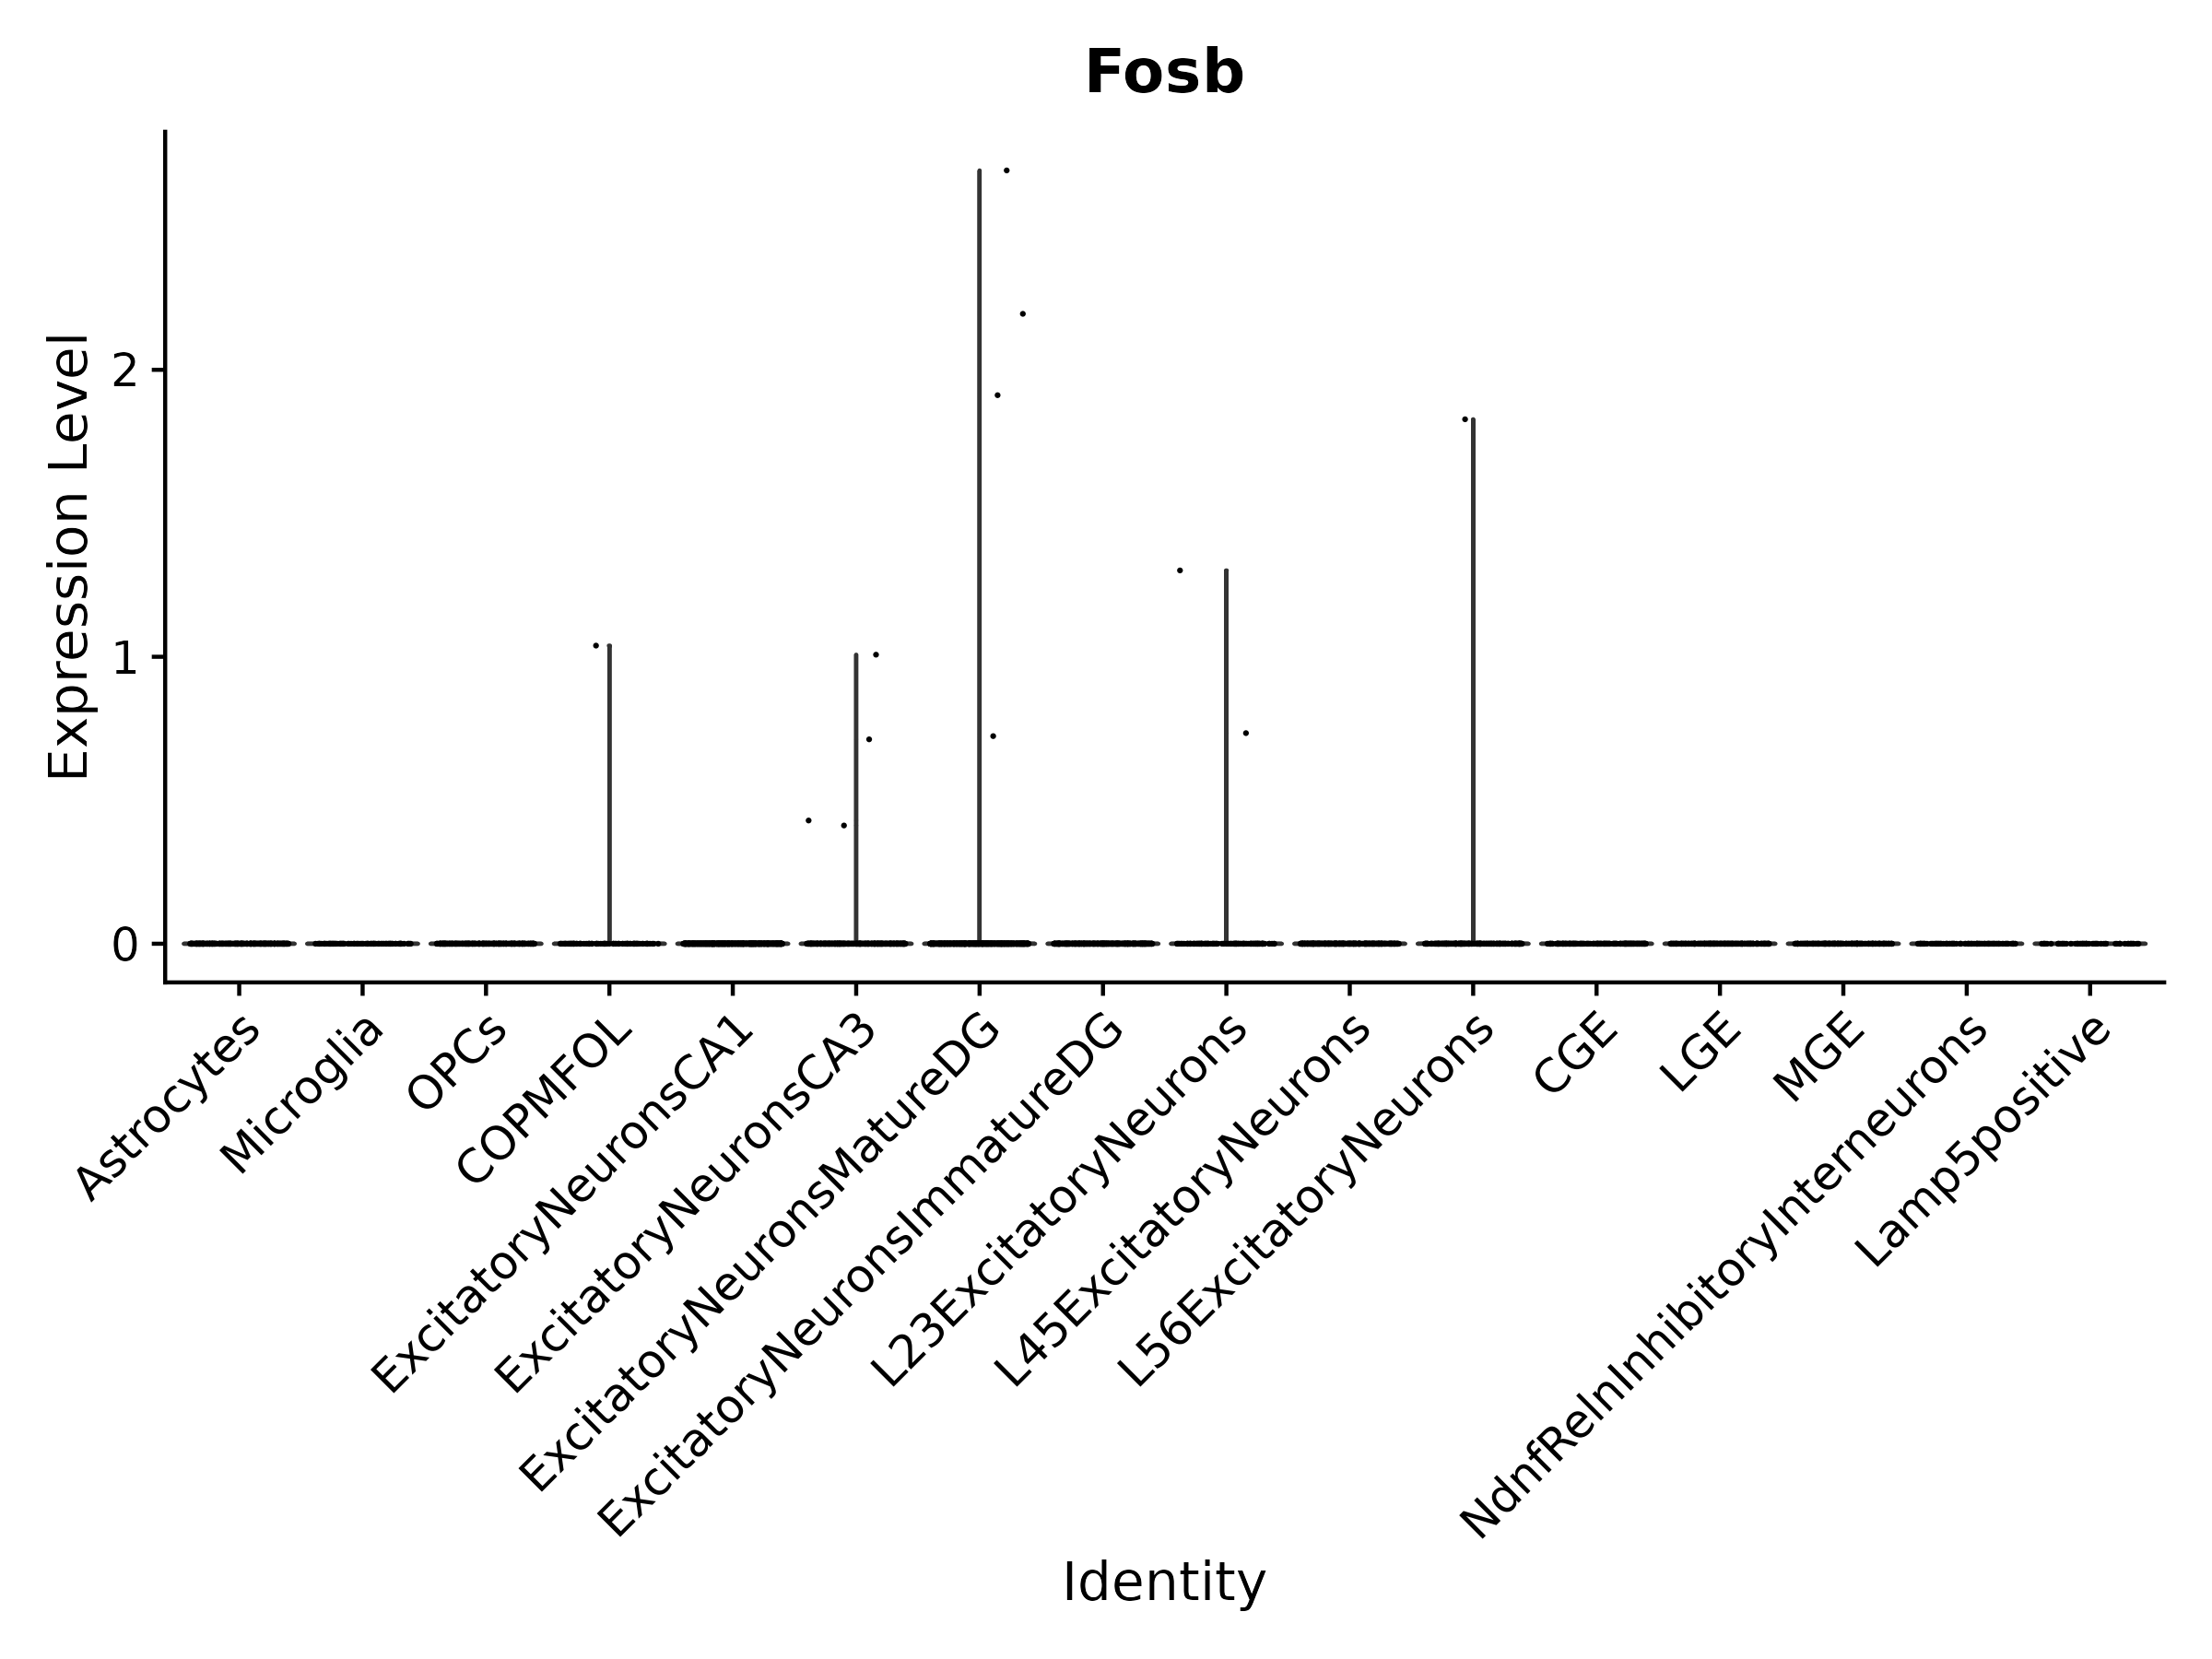 Fosb
Expression Level
2
1
0
Astrocytes
Microglia
OPCs
COPMFOL
ExcitatoryNeuronsCA1
ExcitatoryNeuronsCA3
ExcitatoryNeuronsMatureDG
ExcitatoryNeuronsImmatureDG
L23ExcitatoryNeurons
L45ExcitatoryNeurons
L56ExcitatoryNeurons
CGE
LGE
MGE
NdnfRelnInhibitoryInterneurons
Lamp5positive
Identity